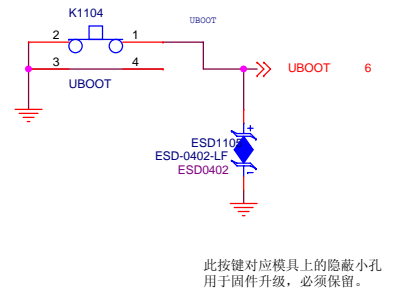 K1104
UBOOT
2
1
3
4
UBOOT
UBOOT
6
ESD1105
ESD-0402-LF
ESD0402
此按键对应模具上的隐蔽小孔
用于固件升级，必须保留。